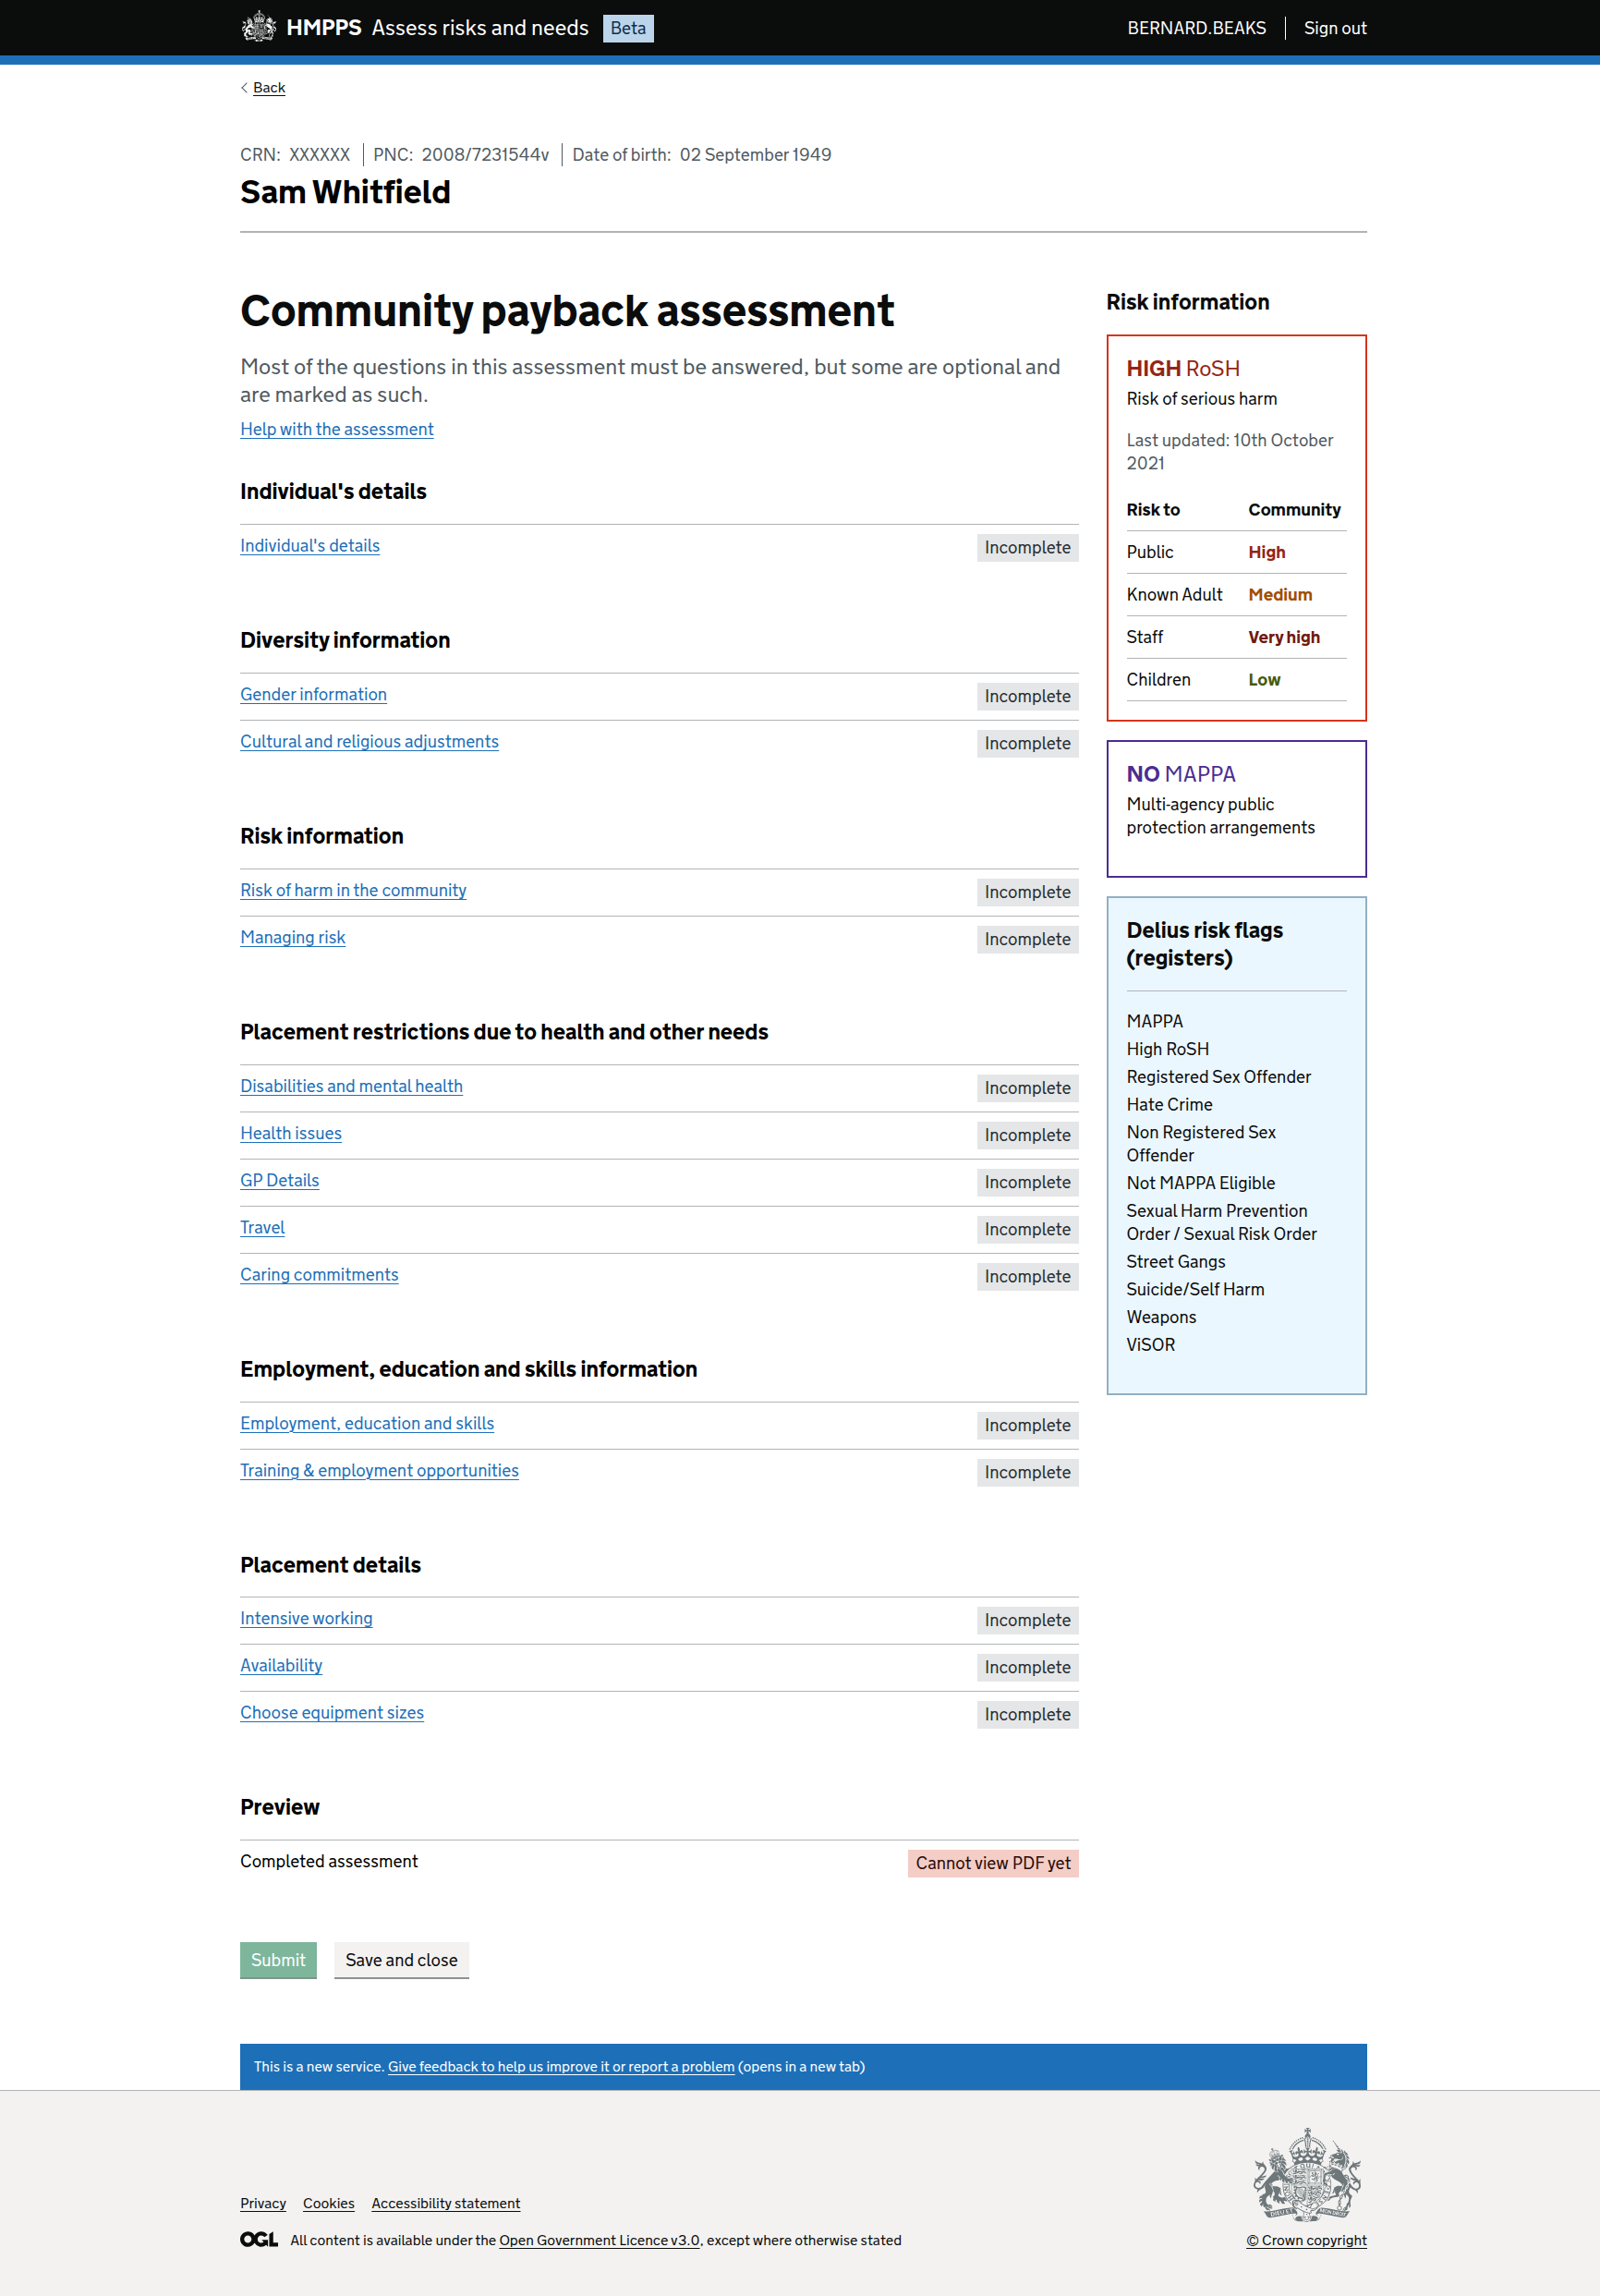 HMPPS Assess risks and needs Beta
BERNARD.BEAKS Sign out
Back
CRN: XXXXXX PNC: 2008/7231544v Date of birth: 02 September 1949
Sam Whitfield
Community payback assessment
Most of the questions in this assessment must be answered, but some are optional and
are marked as such.
Help with the assessment
Individual's details
Individual's details Incomplete
Diversity information
Gender information Incomplete
Cultural and religious adjustments Incomplete
Risk information
Risk of harm in the community Incomplete
Managing risk Incomplete
Placement restrictions due to health and other needs
Disabilities and mental health Incomplete
Health issues Incomplete
GP Details Incomplete
Travel Incomplete
Caring commitments Incomplete
Employment, education and skills information
Employment, education and skills Incomplete
Training & employment opportunities Incomplete
Placement details
Intensive working Incomplete
Availability Incomplete
Choose equipment sizes Incomplete
Preview
Completed assessment Cannot view PDF yet
Submit Save and close
Risk information
HIGH RoSH
Risk of serious harm
Last updated: 10th October
2021
Risk to Community
Public High
Known Adult Medium
Staff Very high
Children Low
NO MAPPA
Multi-agency public
protection arrangements
Delius risk flags
(registers)
MAPPA
High RoSH
Registered Sex Offender
Hate Crime
Non Registered Sex
Offender
Not MAPPA Eligible
Sexual Harm Prevention
Order / Sexual Risk Order
Street Gangs
Suicide/Self Harm
Weapons
ViSOR
This is a new service. Give feedback to help us improve it or report a problem (opens in a new tab)
Privacy Cookies Accessibility statement
OGL All content is available under the Open Government Licence v3.0, except where otherwise stated
© Crown copyright